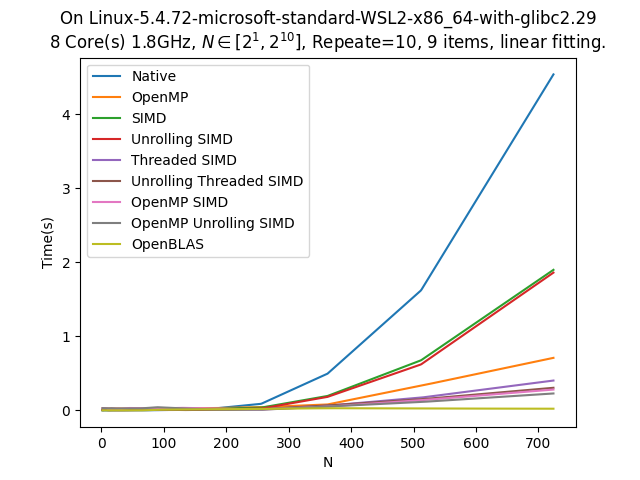 On Linux-5.4.72-microsoft-standard-WSL2-x86_64-with-glibc2.29
8 Core(s) 1.8GHz, N ∈ [2¹, 2¹⁰], Repeate=10, 9 items, linear fitting.
Native
OpenMP
SIMD
Unrolling SIMD
Threaded SIMD
Unrolling Threaded SIMD
OpenMP SIMD
OpenMP Unrolling SIMD
OpenBLAS
Time(s)
4
3
2
1
0
0 100 200 300 400 500 600 700
N